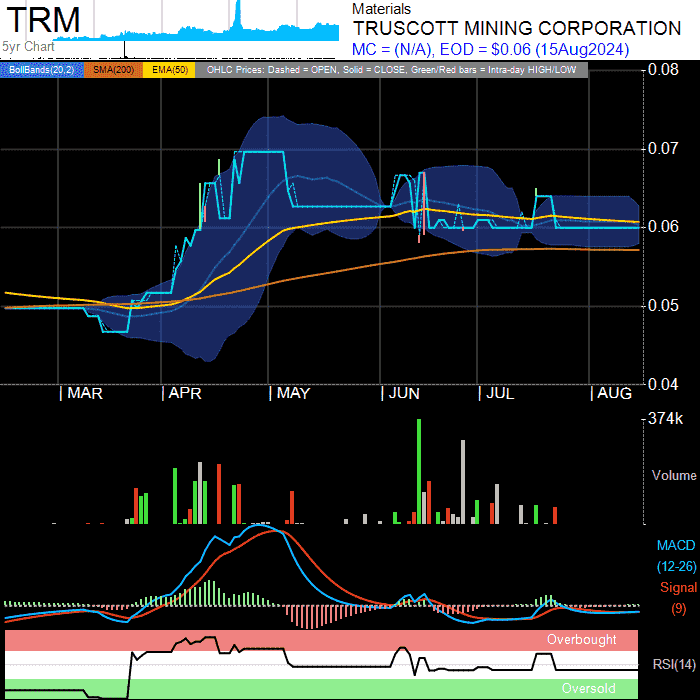 TRM
5yr Chart
Materials
TRUSCOTT MINING CORPORATION
MC = (N/A), EOD = $0.06 (15Aug2024)
BollBands(20,2) SMA(200) EMA(50) OHLC Prices: Dashed = OPEN, Solid = CLOSE, Green/Red bars = Intra-day HIGH/LOW
0.08
0.07
0.06
0.05
0.04
MAR APR MAY JUN JUL AUG
374k
Volume
MACD
(12-26)
Signal
(9)
Overbought
RSI(14)
Oversold